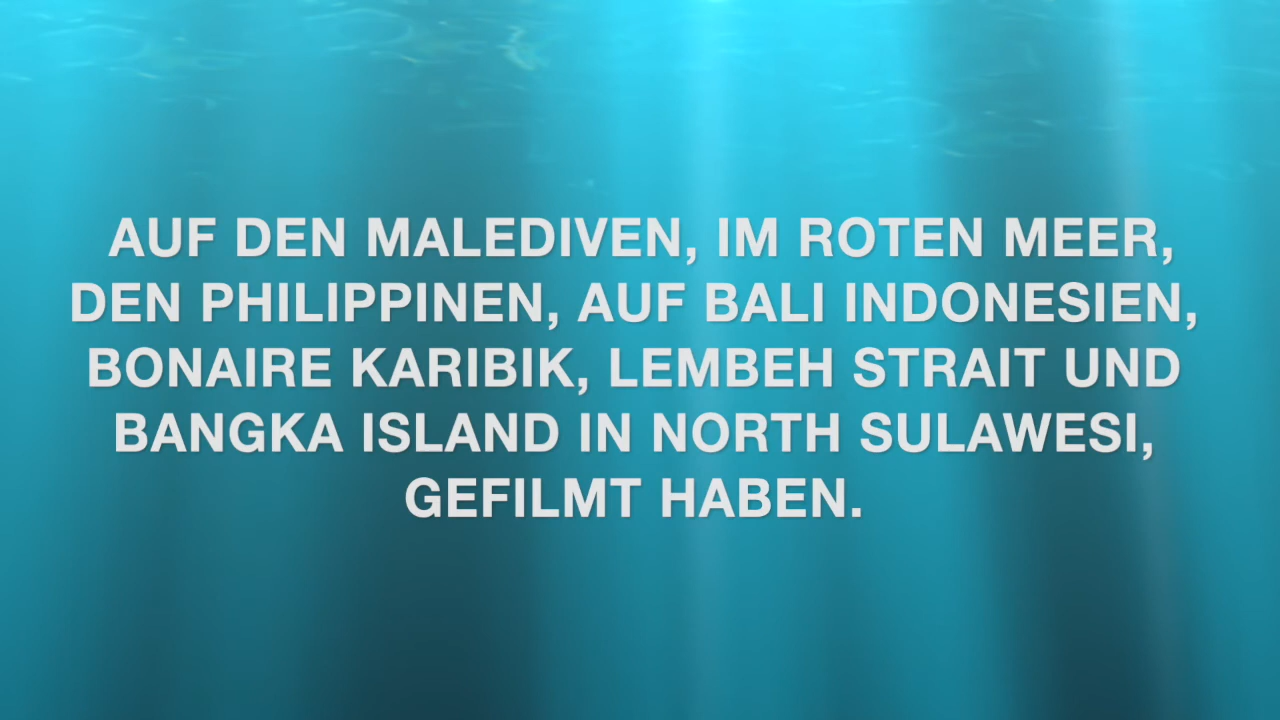 AUF DEN MALEDIVEN, IM ROTEN MEER,
DEN PHILIPPINEN, AUF BALI INDONESIEN,
BONAIRE KARIBIK, LEMBEH STRAIT UND
BANGKA ISLAND IN NORTH SULAWESI,
GEFILMT HABEN.